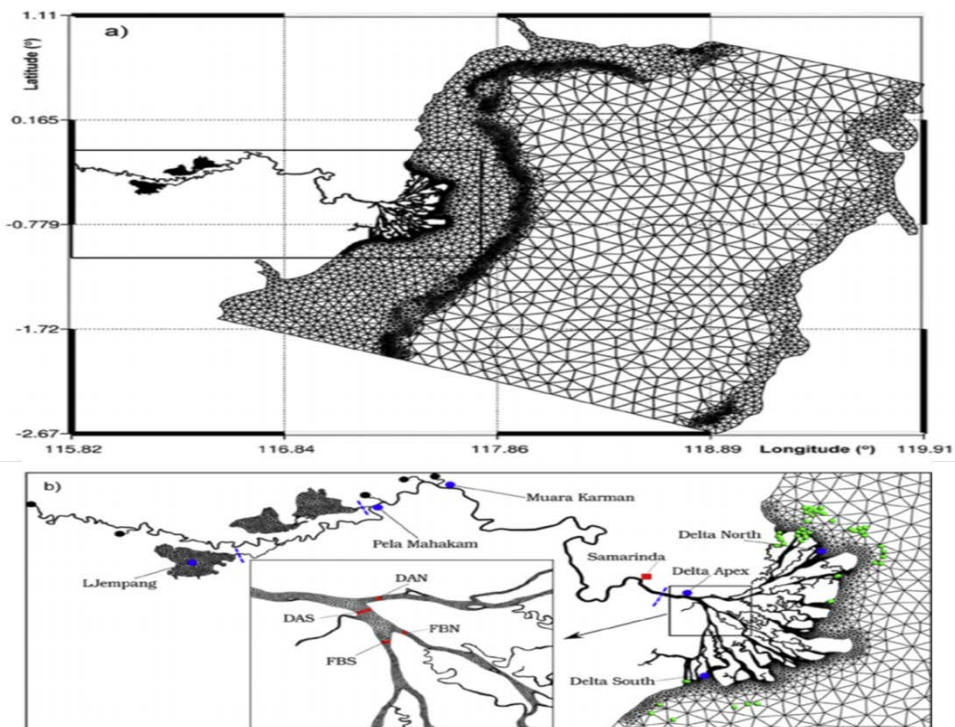 1.11
a)
Latitude (º)
0.165
-0.779
-1.72
-2.67
115.82 116.84 117.86 118.89 Longitude (º) 119.91
b)
Muara Karman
Pela Mahakam
Delta North
Samarinda
LJempang
Delta Apex
DAN
DAS
FBN
FBS
Delta South